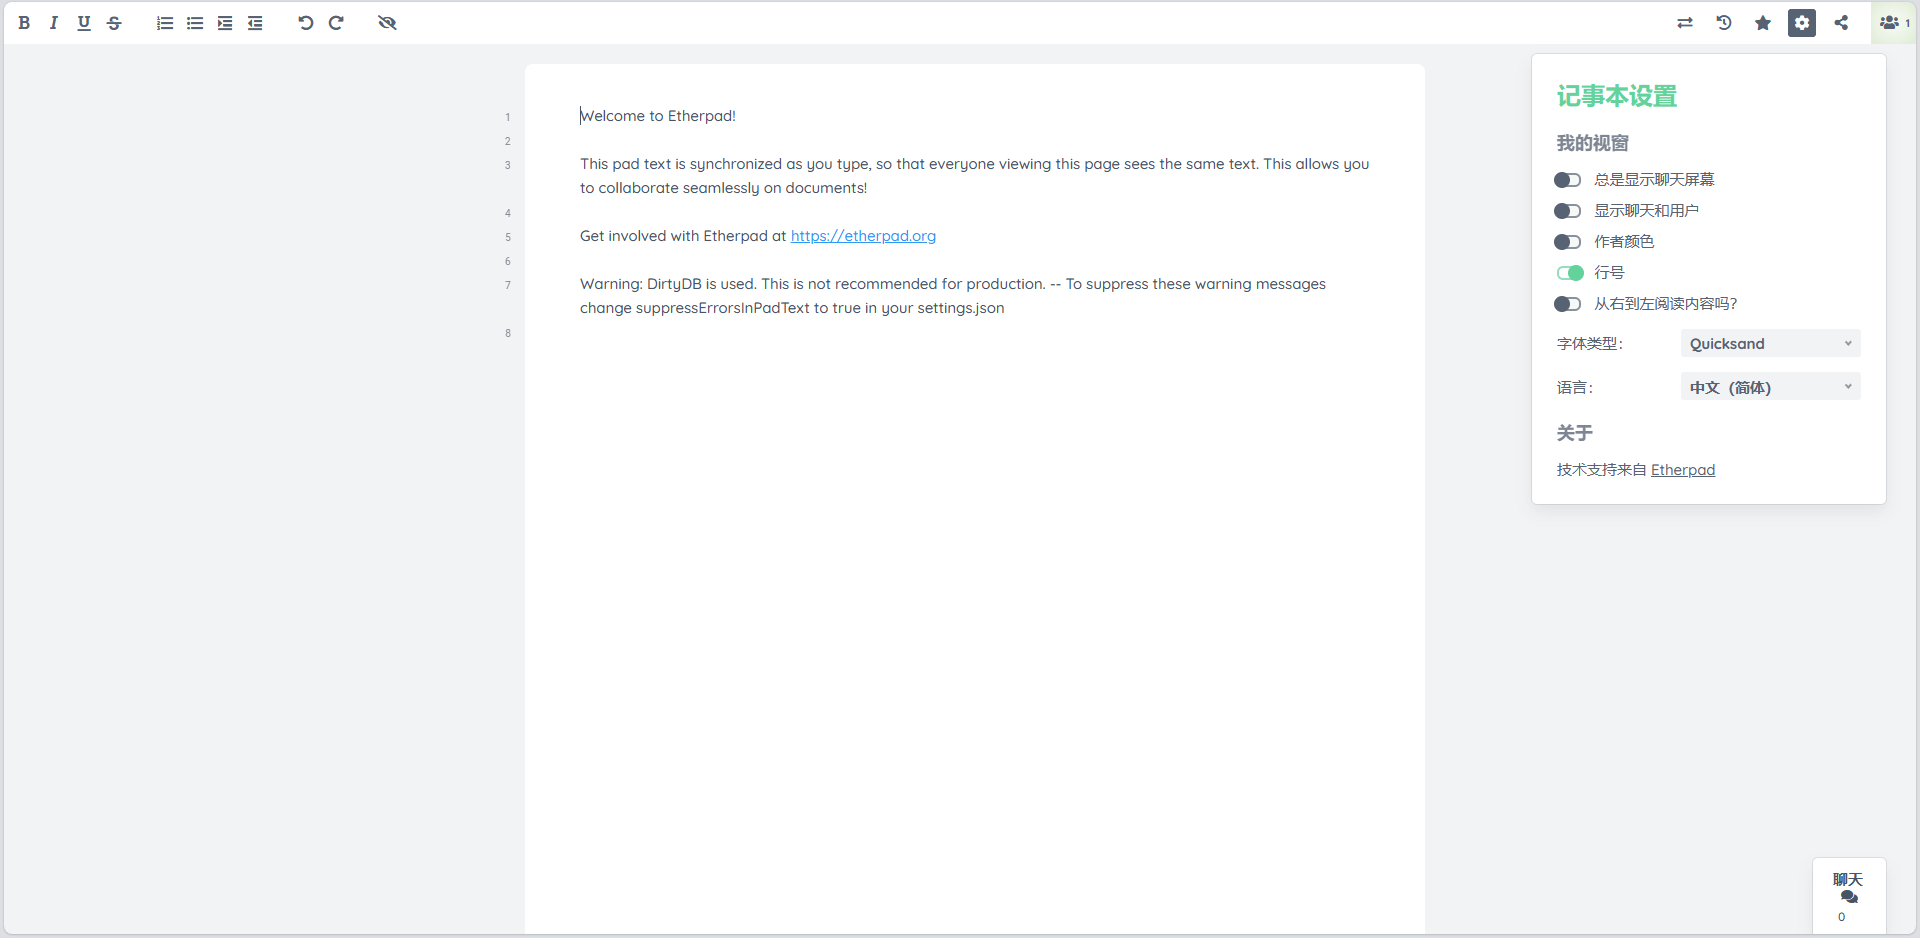 1
1
Welcome to Etherpad!
2
3
This pad text is synchronized as you type, so that everyone viewing this page sees the same text. This allows you
to collaborate seamlessly on documents!
4
5
Get involved with Etherpad at https://etherpad.org
6
7
Warning: DirtyDB is used. This is not recommended for production. -- To suppress these warning messages
change suppressErrorsInPadText to true in your settings.json
8
记事本设置
我的视窗
总是显示聊天屏幕
显示聊天和用户
作者颜色
行号
从右到左阅读内容吗?
字体类型: Quicksand
语言: 中文（简体）
关于
技术支持来自 Etherpad
聊天
0